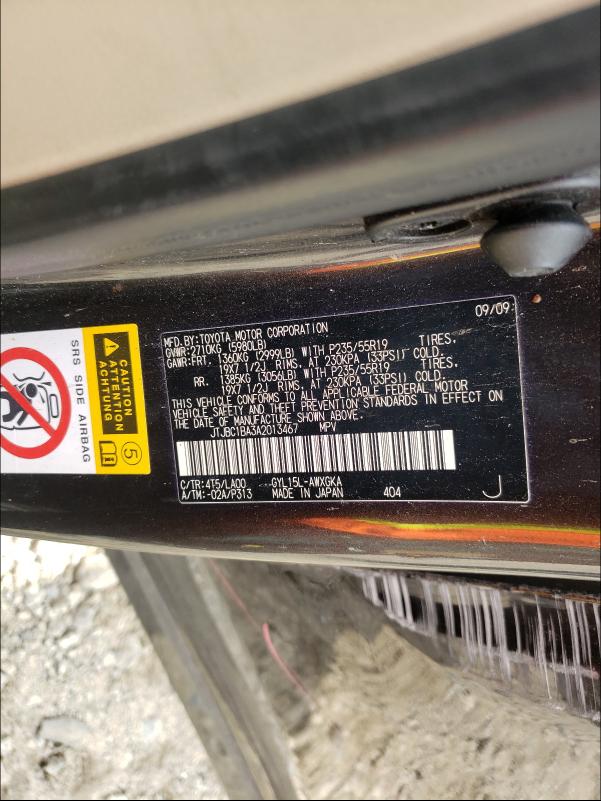 SRS SIDE AIRBAG
CAUTION
ATTENTION
ACHTUNG
5
09/09
MFD.BY:TOYOTA MOTOR CORPORATION
GVWR:2710KG (5980LB)
GAWR:FRT. 1360KG (2999LB) WITH P235/55R19 TIRES.
19X7 1/2J RIMS, AT 230KPA (33PSI) COLD.
RR. 1385KG (3056LB) WITH P235/55R19 TIRES.
19X7 1/2J RIMS, AT 230KPA (33PSI) COLD.
THIS VEHICLE CONFORMS TO ALL APPLICABLE FEDERAL MOTOR
VEHICLE SAFETY AND THEFT PREVENTION STANDARDS IN EFFECT ON
THE DATE OF MANUFACTURE SHOWN ABOVE.
JTJBC1BA3A2013467 MPV
C/TR:4T5/LA00 GYL15L-AWXGKA
A/TM:-02A/P313 MADE IN JAPAN 404 J